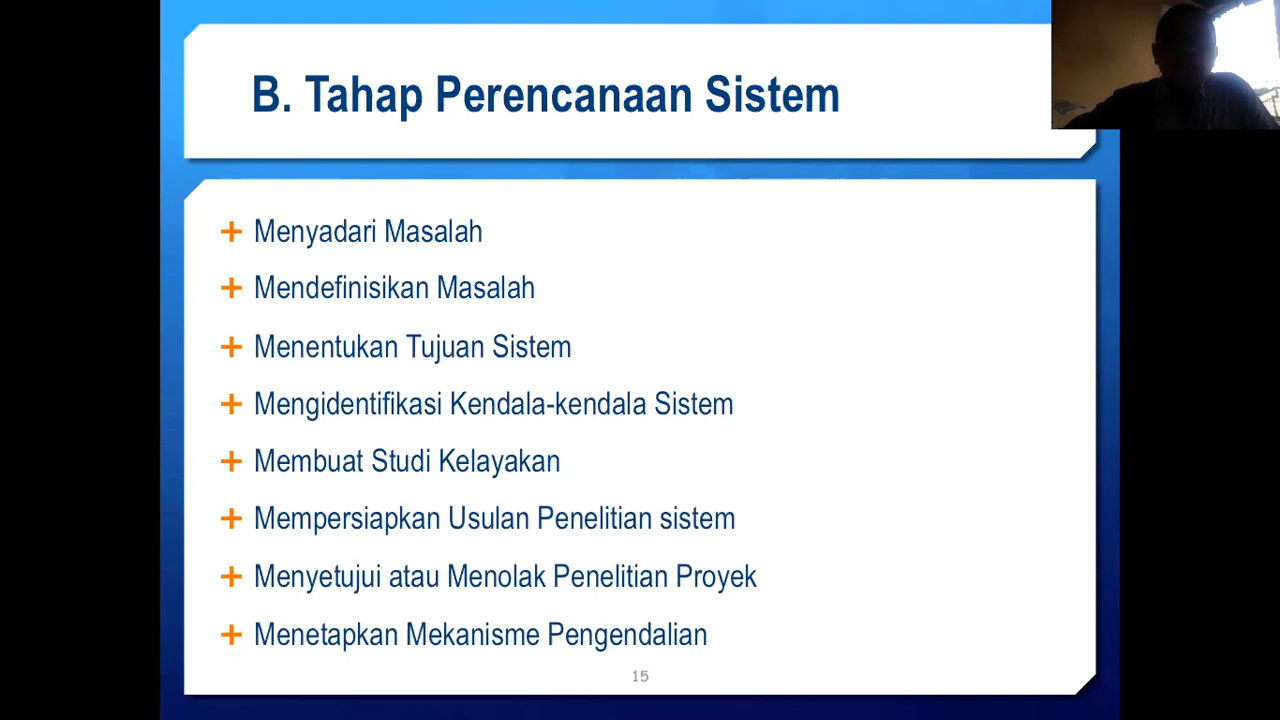 B. Tahap Perencanaan Sistem
Menyadari Masalah
Mendefinisikan Masalah
Menentukan Tujuan Sistem
Mengidentifikasi Kendala-kendala Sistem
Membuat Studi Kelayakan
Mempersiapkan Usulan Penelitian sistem
Menyetujui atau Menolak Penelitian Proyek
Menetapkan Mekanisme Pengendalian
15